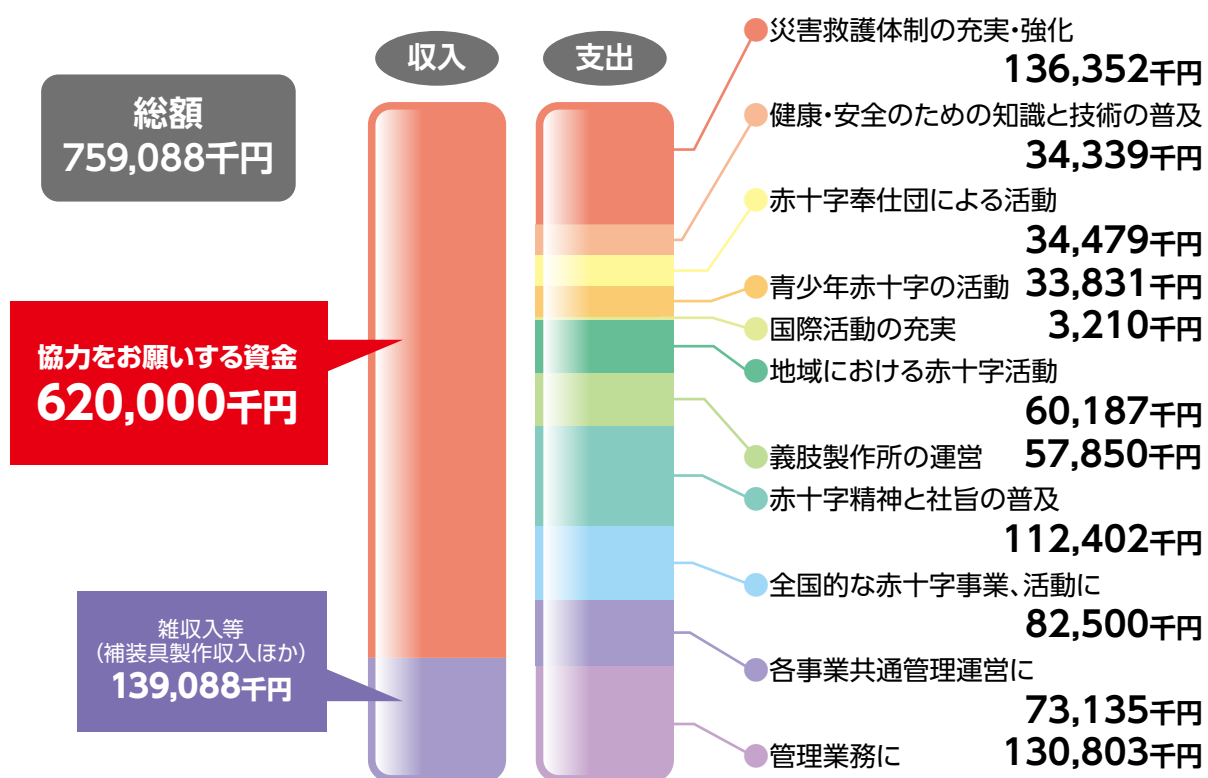 収入
支出
総額
759,088千円
協力をお願いする資金
620,000千円
雑収入等
(補装具製作収入ほか)
139,088千円
災害救護体制の充実・強化
136,352千円
健康・安全のための知識と技術の普及
34,339千円
赤十字奉仕団による活動
34,479千円
青少年赤十字の活動 33,831千円
国際活動の充実 3,210千円
地域における赤十字活動
60,187千円
義肢製作所の運営 57,850千円
赤十字精神と社旨の普及
112,402千円
全国的な赤十字事業、活動に
82,500千円
各事業共通管理運営に
73,135千円
管理業務に 130,803千円